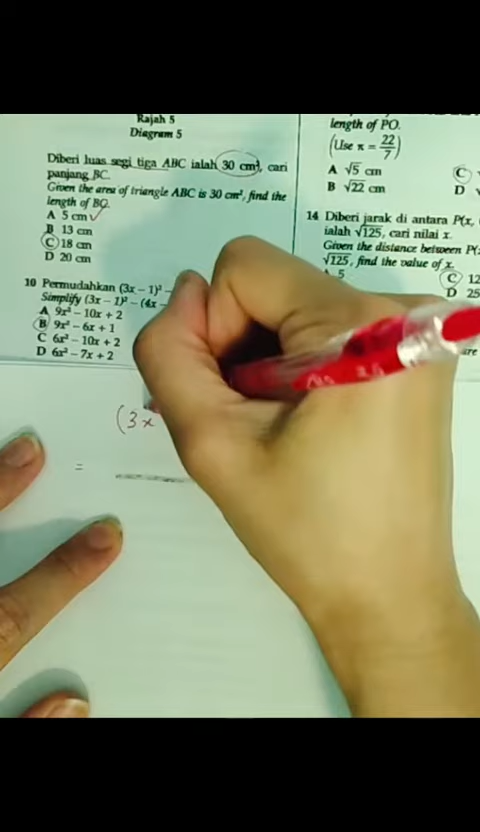 Rajah 5
Diagram 5
Diberi luas segi tiga ABC ialah 30 cm², cari
panjang BC.
Given the area of triangle ABC is 30 cm², find the
length of BC.
A 5 cm
B 13 cm
C 18 cm
D 20 cm
10 Permudahkan (3x − 1)² −
Simplify (3x − 1)² − (4x −
A 9x² − 10x + 2
B 9x² − 6x + 1
C 6x² − 10x + 2
D 6x² − 7x + 2
length of PO.
(Use π = 22/7)
A √5 cm
B √22 cm
C
D
14 Diberi jarak di antara P(x,
ialah √125, cari nilai x.
Given the distance between P(
√125, find the value of x.
5
C 12
D 25
(3x
=